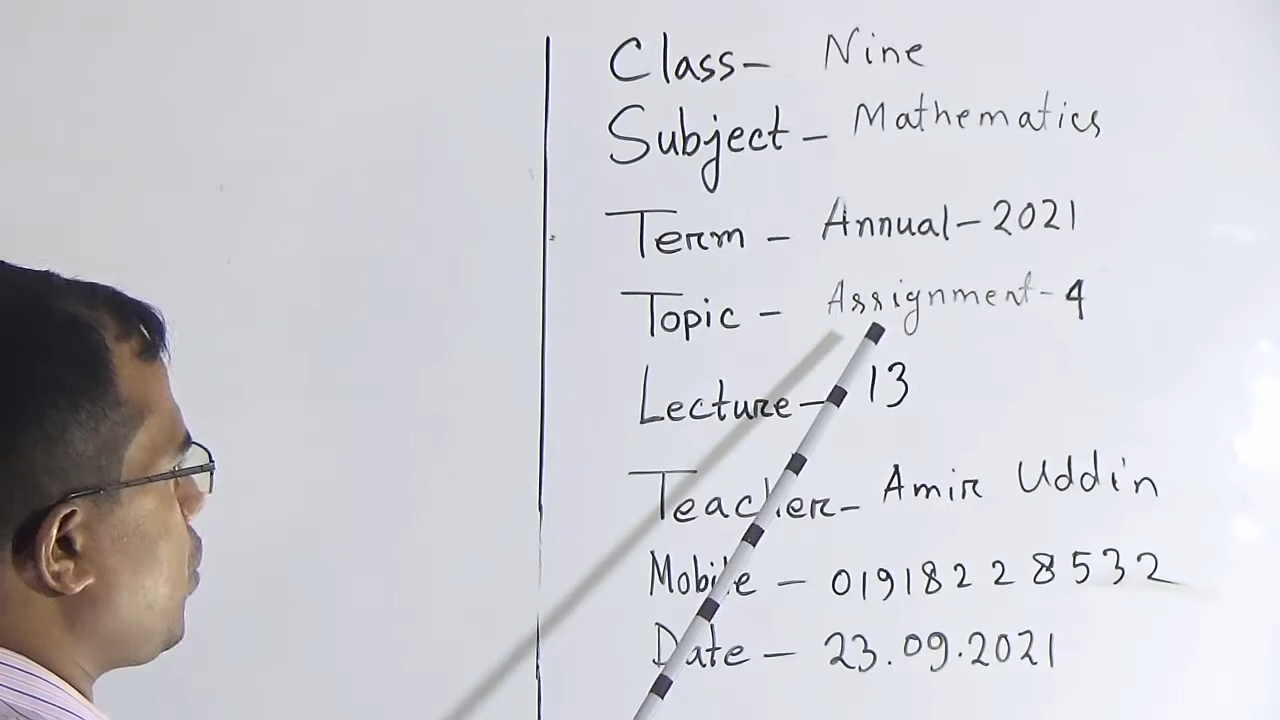 Class- Nine
Subject- Mathematics
Term - Annual-2021
Topic - Assignment-4
Lecture- 13
Teacher- Amir Uddin
Mobile - 01918228532
Date - 23.09.2021